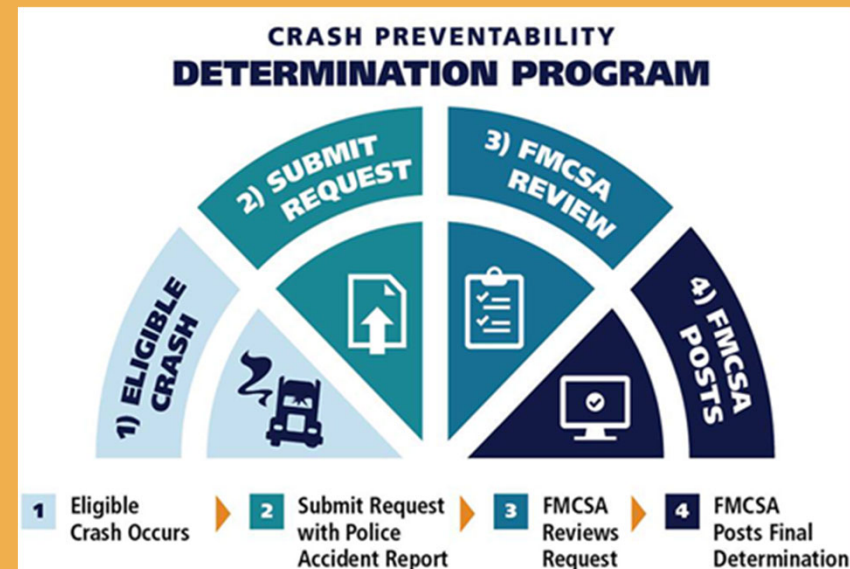 CRASH PREVENTABILITY
DETERMINATION PROGRAM
1) ELIGIBLE
CRASH
2) SUBMIT
REQUEST
3) FMCSA
REVIEW
4) FMCSA
POSTS
1
Eligible
Crash Occurs
2
Submit Request
with Police
Accident Report
3
FMCSA
Reviews
Request
4
FMCSA
Posts Final
Determination